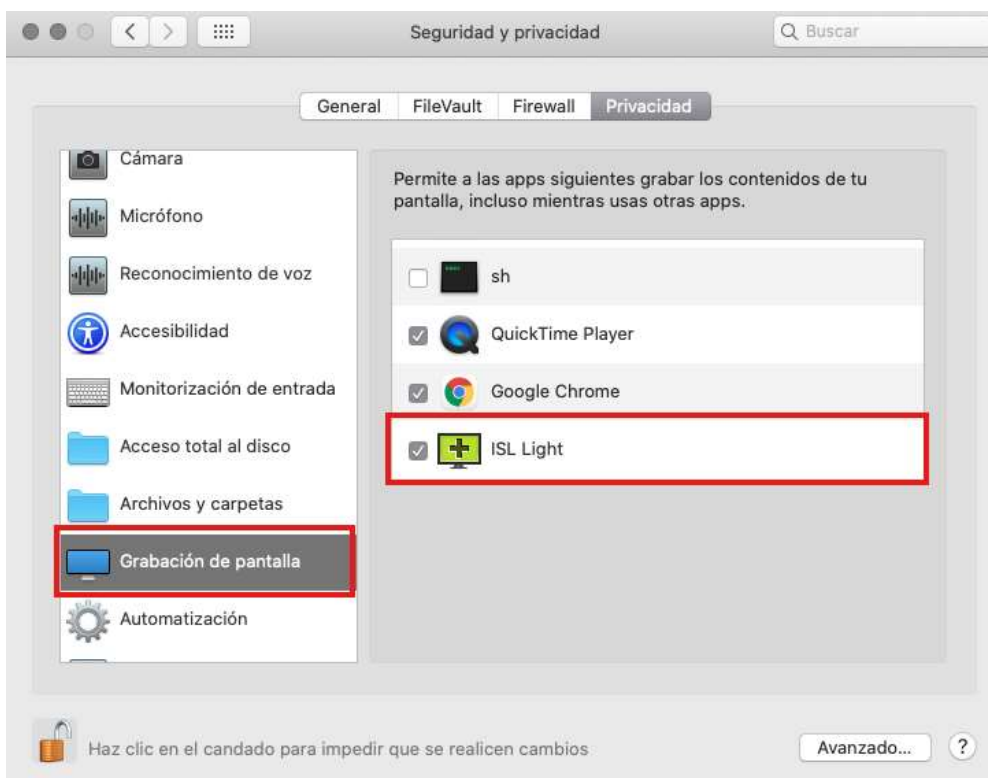 Seguridad y privacidad
Buscar
General FileVault Firewall Privacidad
Cámara
Micrófono
Reconocimiento de voz
Accesibilidad
Monitorización de entrada
Acceso total al disco
Archivos y carpetas
Grabación de pantalla
Automatización
Permite a las apps siguientes grabar los contenidos de tu
pantalla, incluso mientras usas otras apps.
sh
QuickTime Player
Google Chrome
ISL Light
Haz clic en el candado para impedir que se realicen cambios
Avanzado... ?